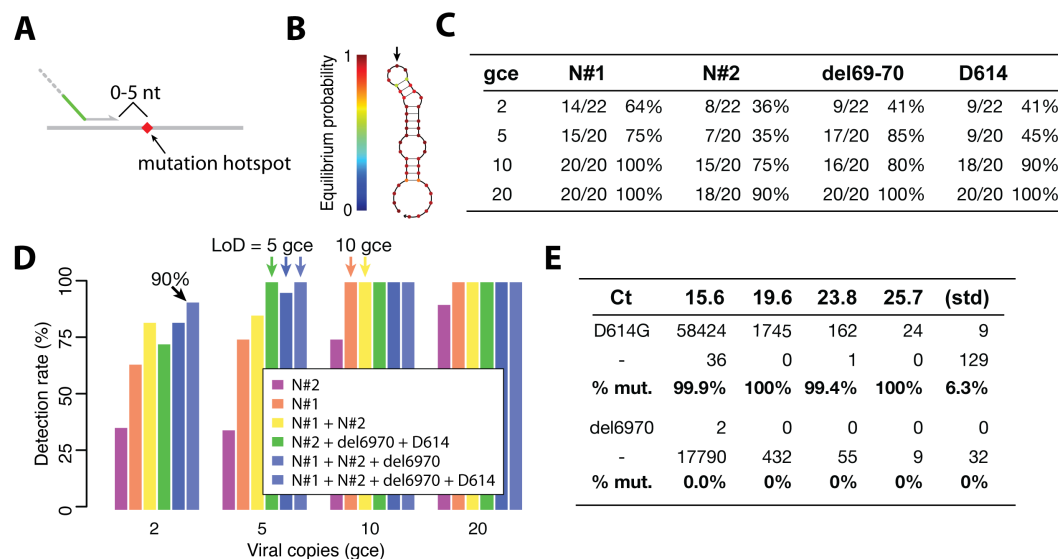 A
0-5 nt
mutation hotspot
B
Equilibrium probability
1
0
C
gce N#1 N#2 del69-70 D614
2 14/22 64% 8/22 36% 9/22 41% 9/22 41%
5 15/20 75% 7/20 35% 17/20 85% 9/20 45%
10 20/20 100% 15/20 75% 16/20 80% 18/20 90%
20 20/20 100% 18/20 90% 20/20 100% 20/20 100%
D
LoD = 5 gce 10 gce
90%
Detection rate (%)
100
75
50
25
0
N#2
N#1
N#1 + N#2
N#2 + del6970 + D614
N#1 + N#2 + del6970
N#1 + N#2 + del6970 + D614
2 5 10 20
Viral copies (gce)
E
Ct 15.6 19.6 23.8 25.7 (std)
D614G 58424 1745 162 24 9
- 36 0 1 0 129
% mut. 99.9% 100% 99.4% 100% 6.3%
del6970 2 0 0 0 0
- 17790 432 55 9 32
% mut. 0.0% 0% 0% 0% 0%